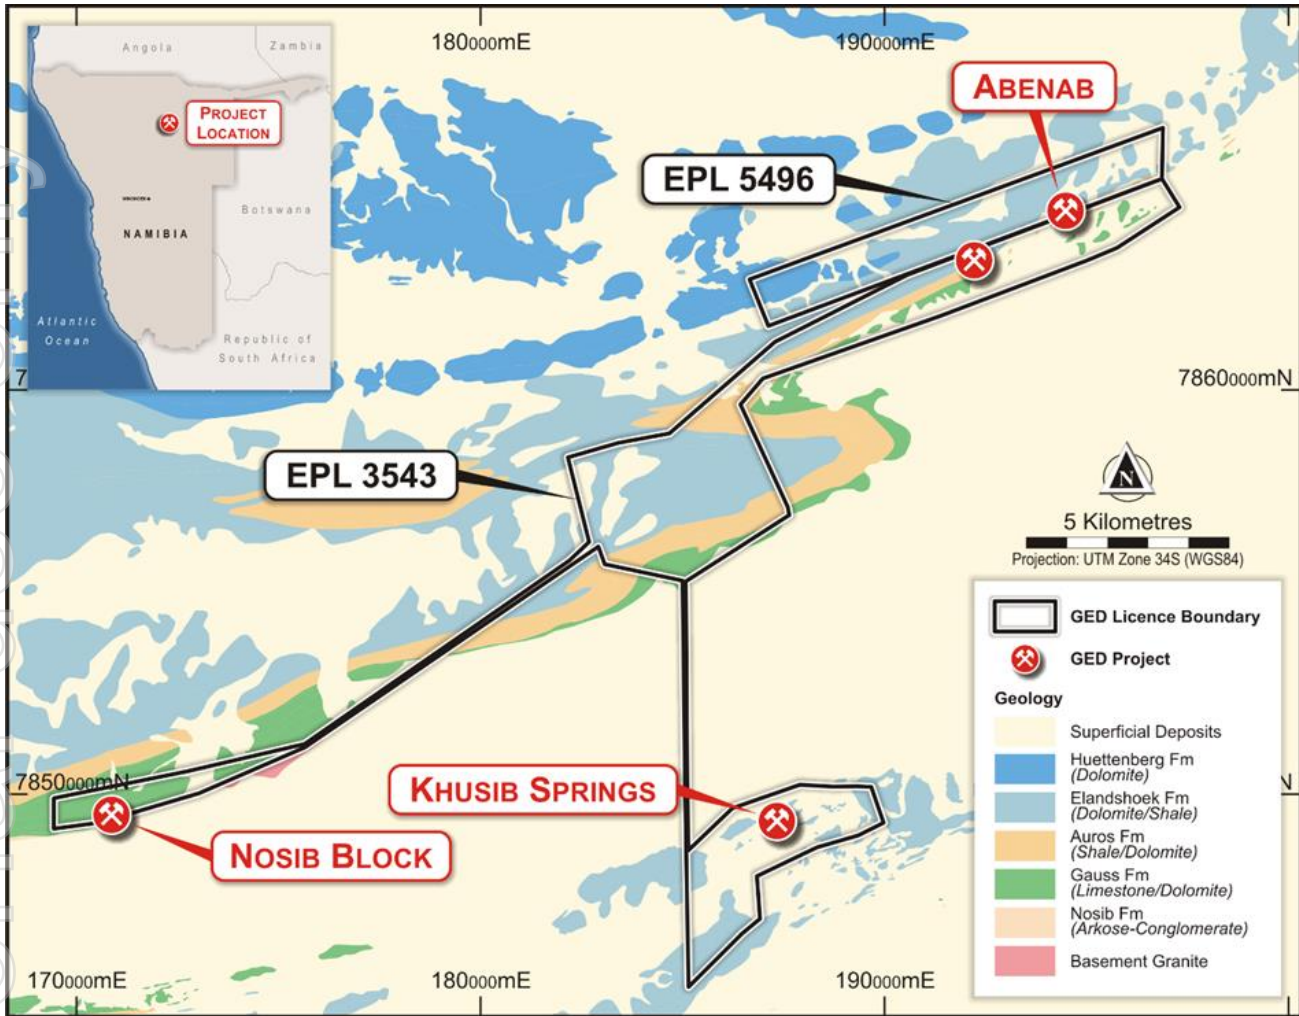 180000mE
190000mE
Angola
Zambia
PROJECT
LOCATION
NAMIBIA
Botswana
Atlantic
Ocean
Republic of
South Africa
ABENAB
EPL 5496
7860000mN
EPL 3543
N
5 Kilometres
Projection: UTM Zone 34S (WGS84)
GED Licence Boundary
GED Project
Geology
Superficial Deposits
Huettenberg Fm
(Dolomite)
Elandshoek Fm
(Dolomite/Shale)
Auros Fm
(Shale/Dolomite)
Gauss Fm
(Limestone/Dolomite)
Nosib Fm
(Arkose-Conglomerate)
Basement Granite
7850000mN
KHUSIB SPRINGS
NOSIB BLOCK
170000mE
180000mE
190000mE